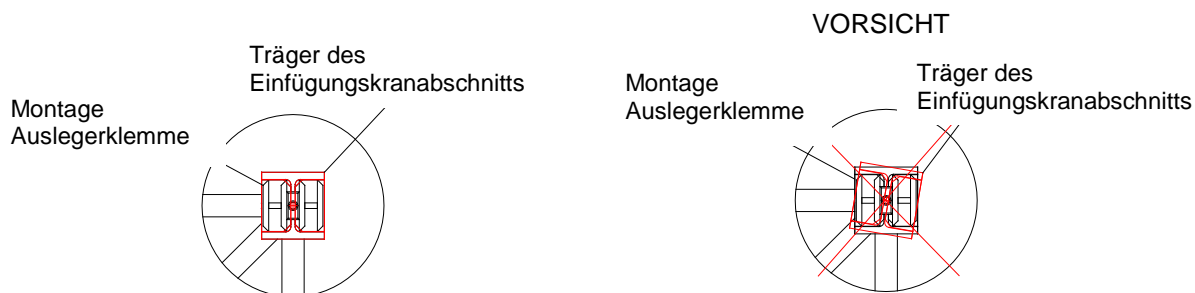 VORSICHT
Träger des
Einfügungskranabschnitts
Montage
Auslegerklemme
Montage
Auslegerklemme
Träger des
Einfügungskranabschnitts